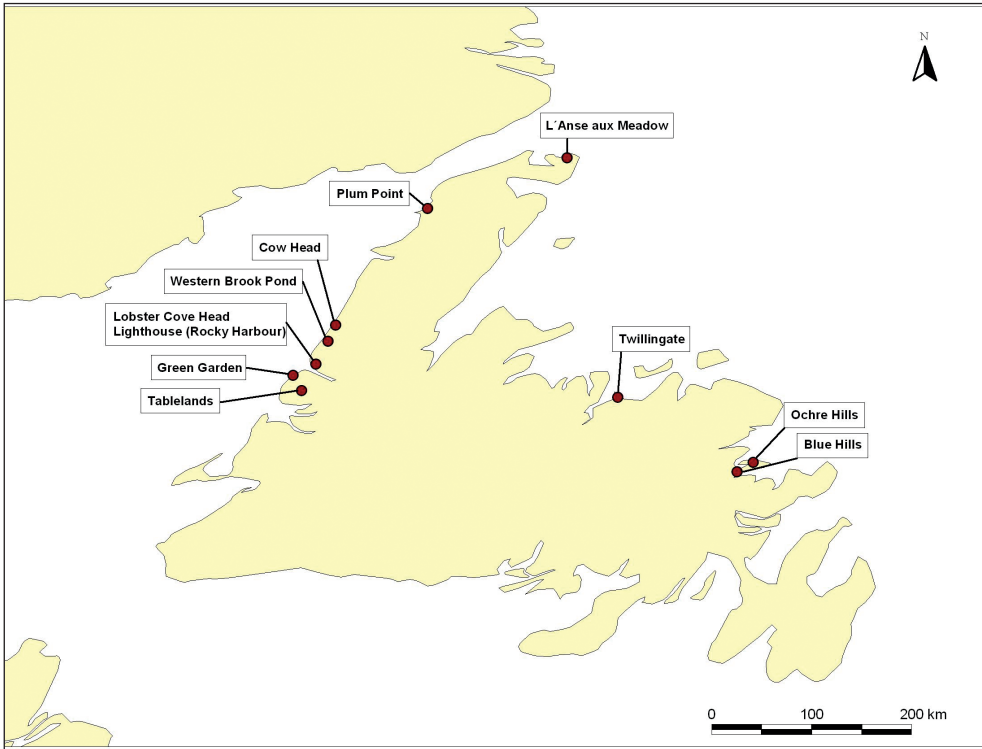 N
L´Anse aux Meadow
Plum Point
Cow Head
Western Brook Pond
Lobster Cove Head
Lighthouse (Rocky Harbour)
Green Garden
Tablelands
Twillingate
Ochre Hills
Blue Hills
0 100 200 km